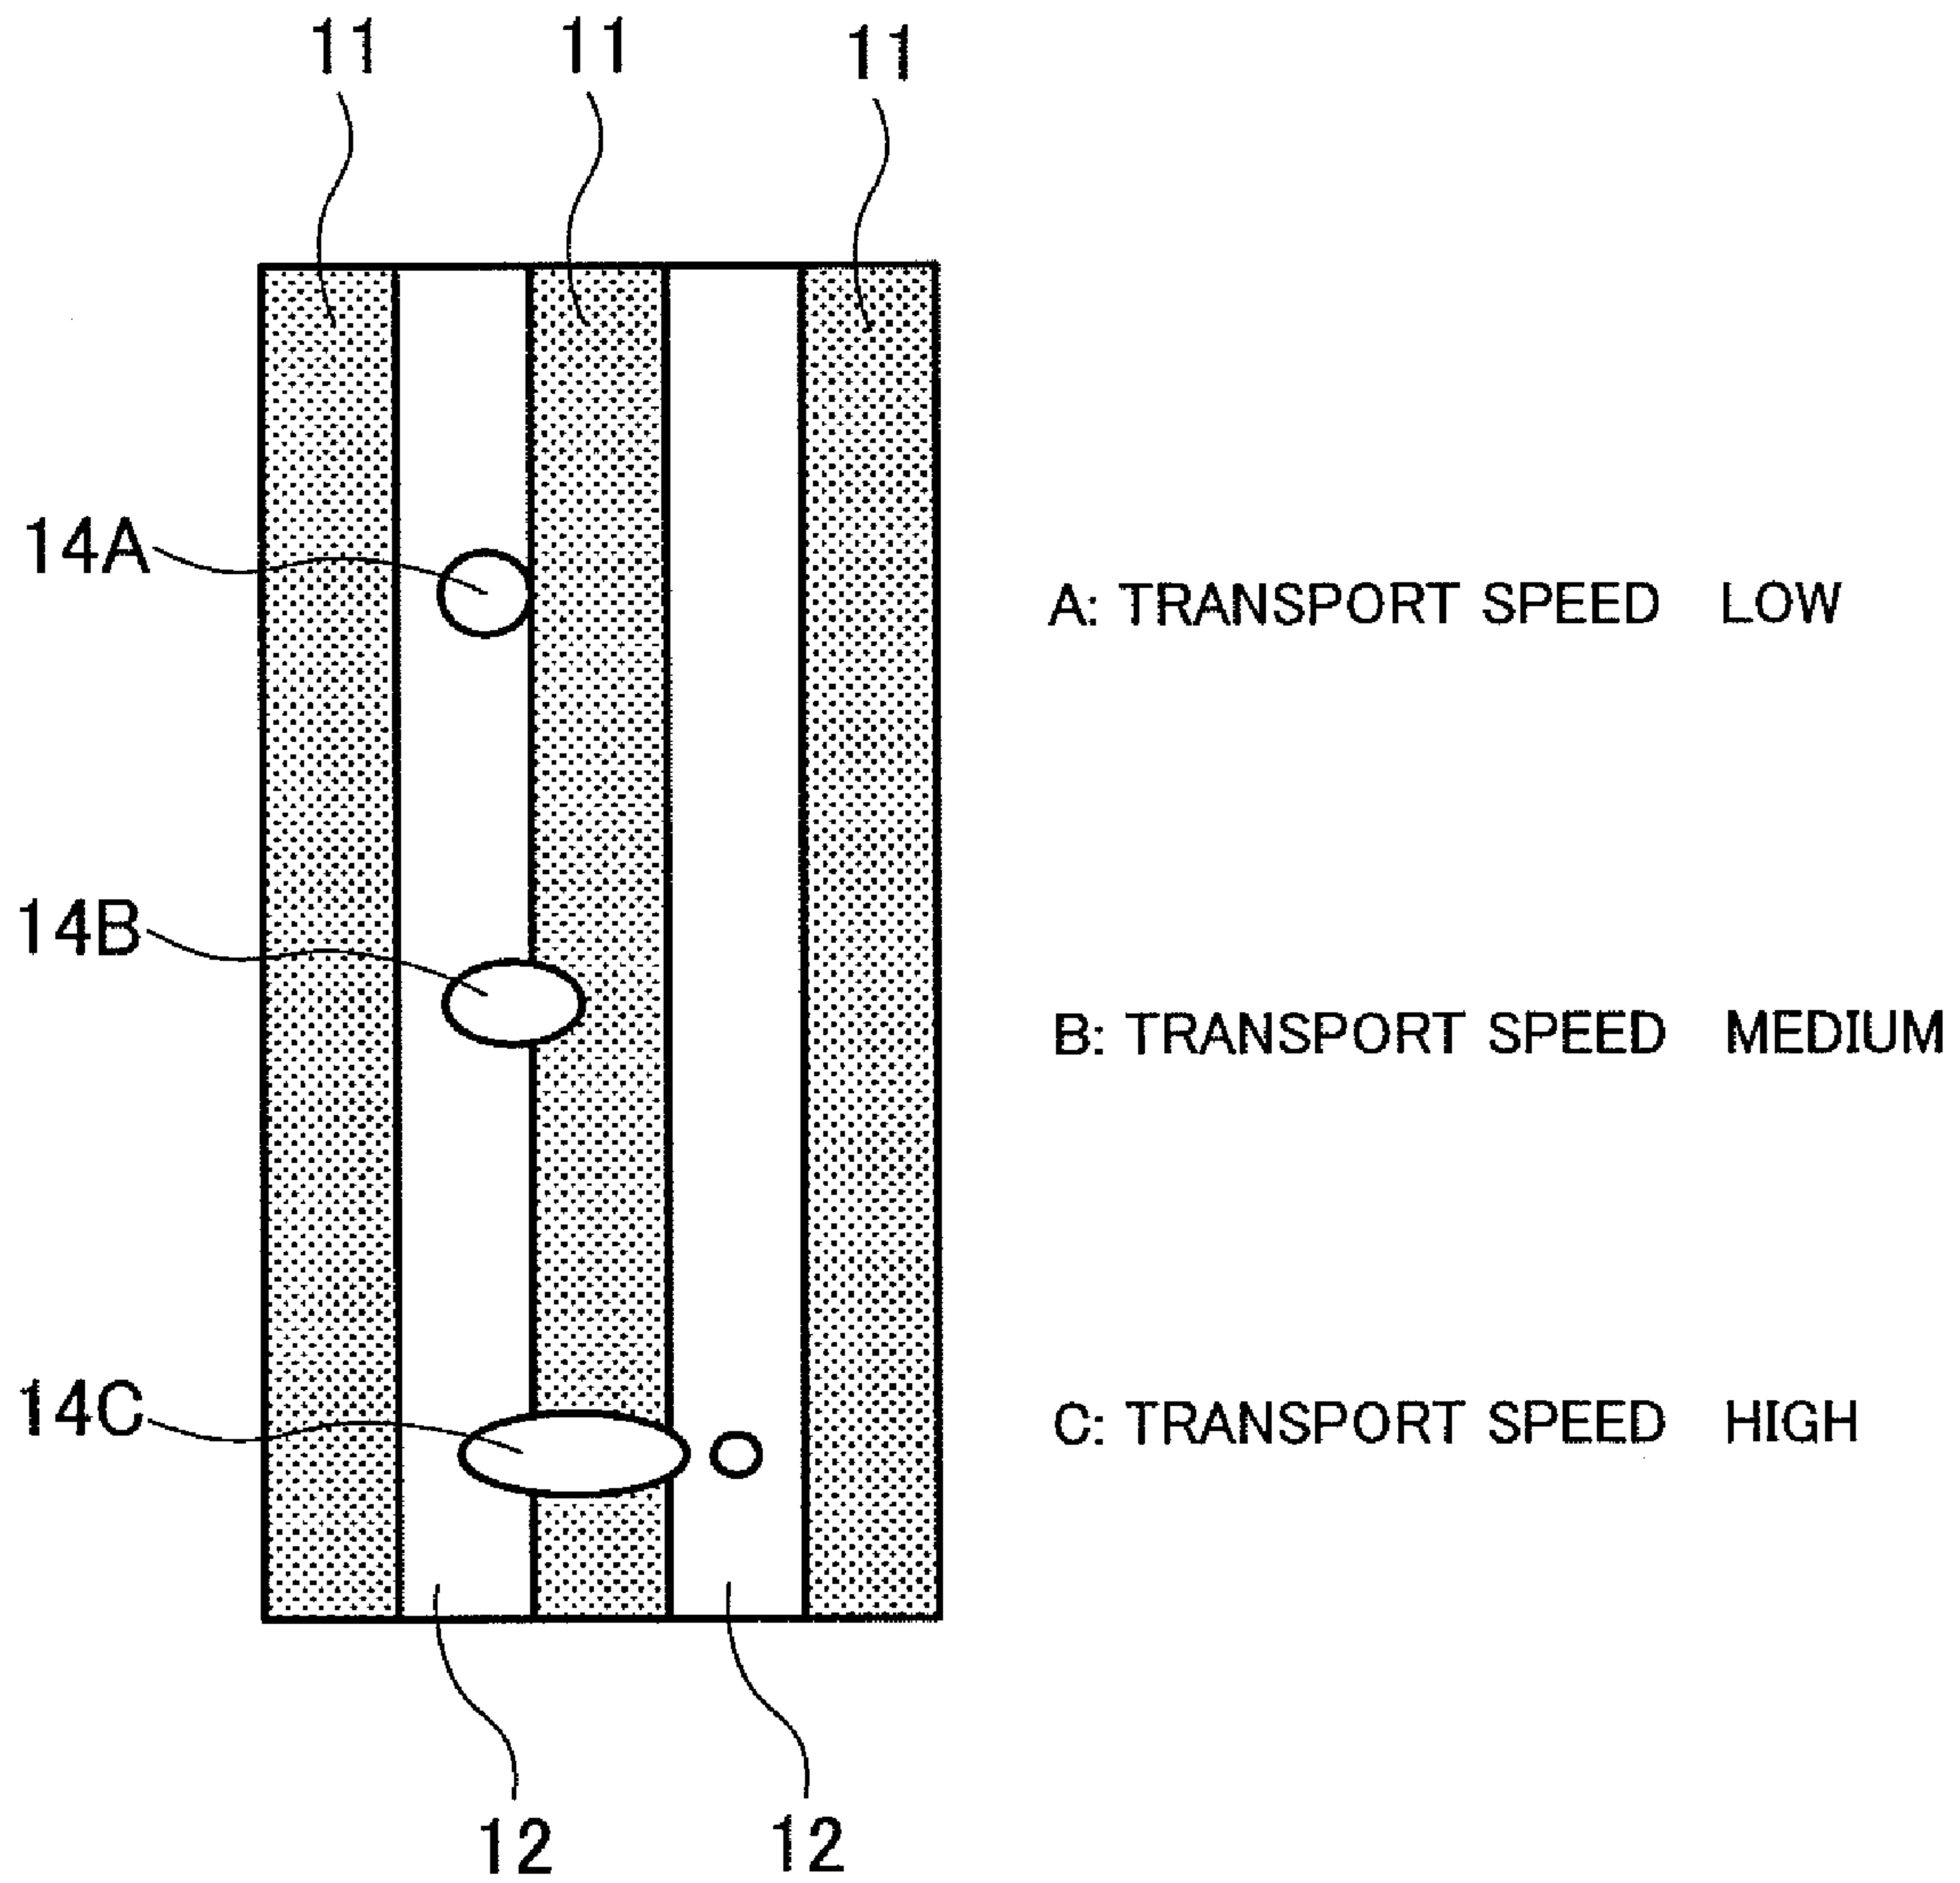 11 11 11
14A
A: TRANSPORT SPEED LOW
14B
B: TRANSPORT SPEED MEDIUM
14C
C: TRANSPORT SPEED HIGH
12 12